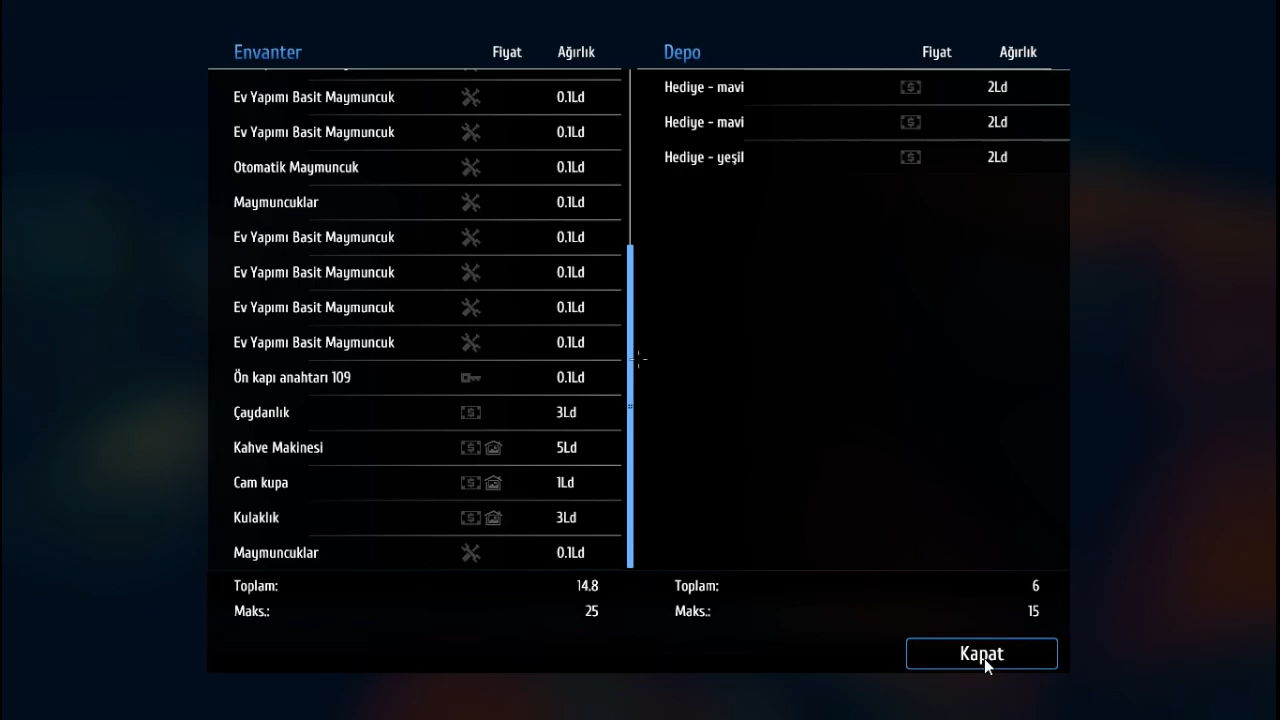 Envanter Fiyat Ağırlık
Ev Yapımı Basit Maymuncuk 0.1Ld
Ev Yapımı Basit Maymuncuk 0.1Ld
Otomatik Maymuncuk 0.1Ld
Maymuncuklar 0.1Ld
Ev Yapımı Basit Maymuncuk 0.1Ld
Ev Yapımı Basit Maymuncuk 0.1Ld
Ev Yapımı Basit Maymuncuk 0.1Ld
Ev Yapımı Basit Maymuncuk 0.1Ld
Ön kapı anahtarı 109 0.1Ld
Çaydanlık 3Ld
Kahve Makinesi 5Ld
Cam kupa 1Ld
Kulaklık 3Ld
Maymuncuklar 0.1Ld
Toplam: 14.8
Maks.: 25
Depo Fiyat Ağırlık
Hediye - mavi 2Ld
Hediye - mavi 2Ld
Hediye - yeşil 2Ld
Toplam: 6
Maks.: 15
Kapat